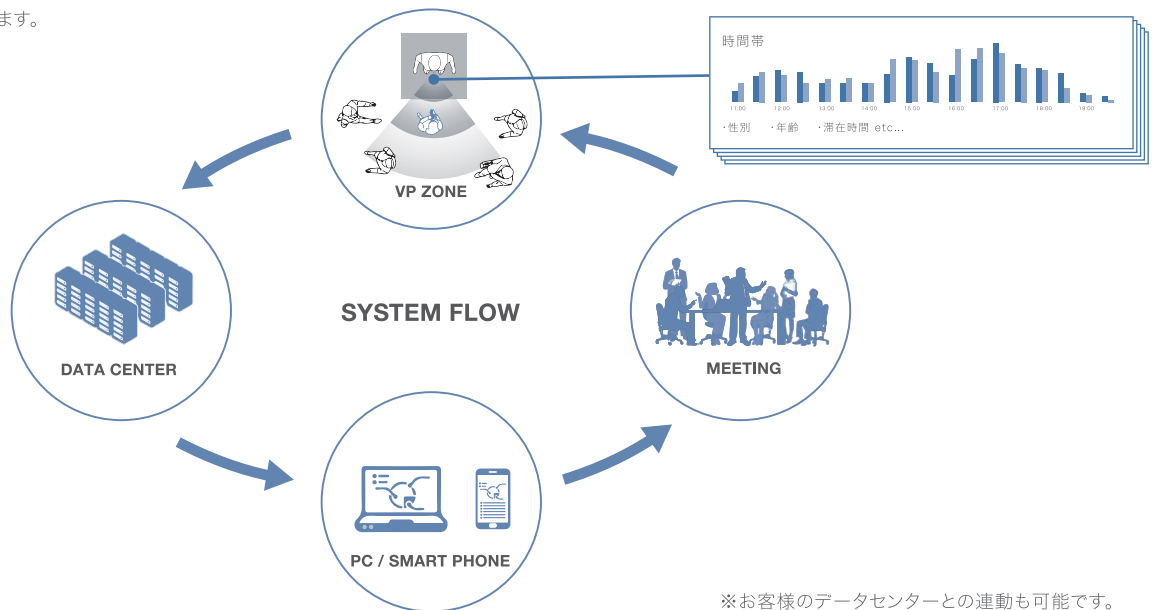 ます。
時間帯
11:00 12:00 13:00 14:00 15:00 16:00 17:00 18:00 19:00
・性別 ・年齢 ・滞在時間 etc...
VP ZONE
SYSTEM FLOW
DATA CENTER
MEETING
PC / SMART PHONE
※お客様のデータセンターとの連動も可能です。